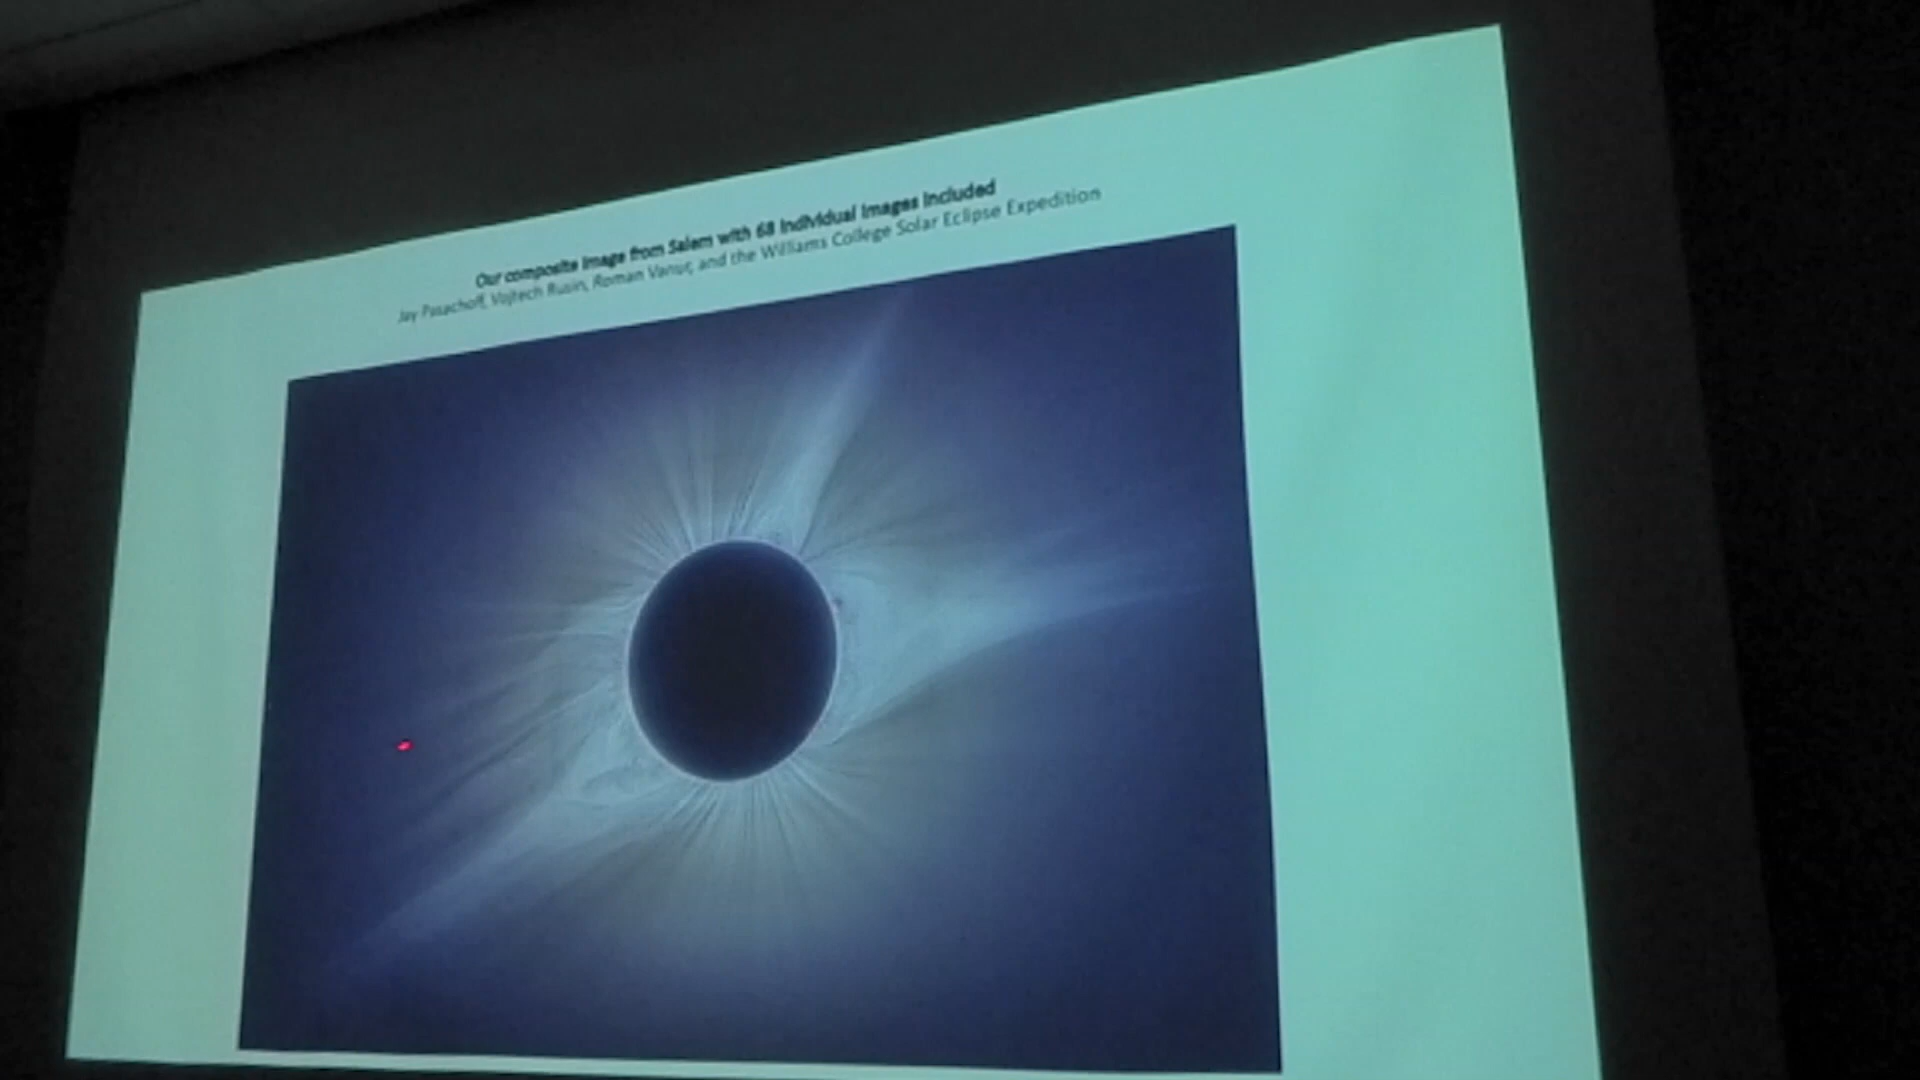 Our composite image from Salem with 68 individual images included
Jay Pasachoff, Vojtech Rusin, Roman Vanur, and the Williams College Solar Eclipse Expedition